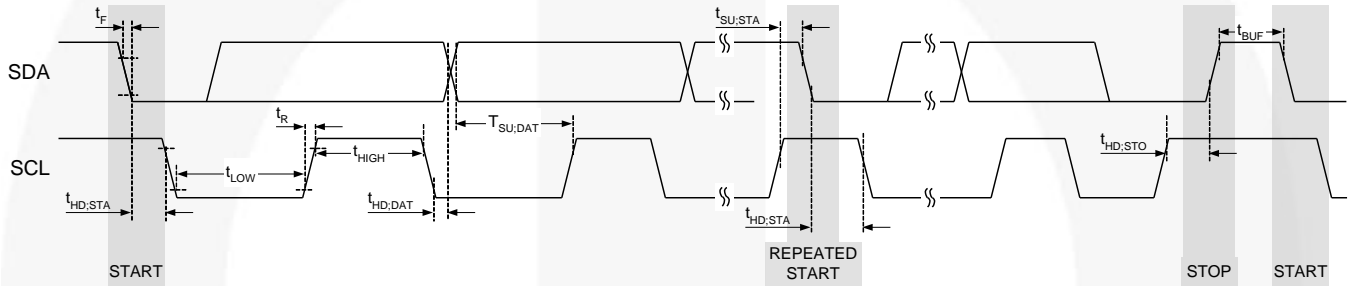 tF
tSU;STA
tBUF
SDA
tR
TSU;DAT
tHIGH
tHD;STO
SCL
tLOW
tHD;STA
tHD;DAT
tHD;STA
START
REPEATED
START
STOP
START